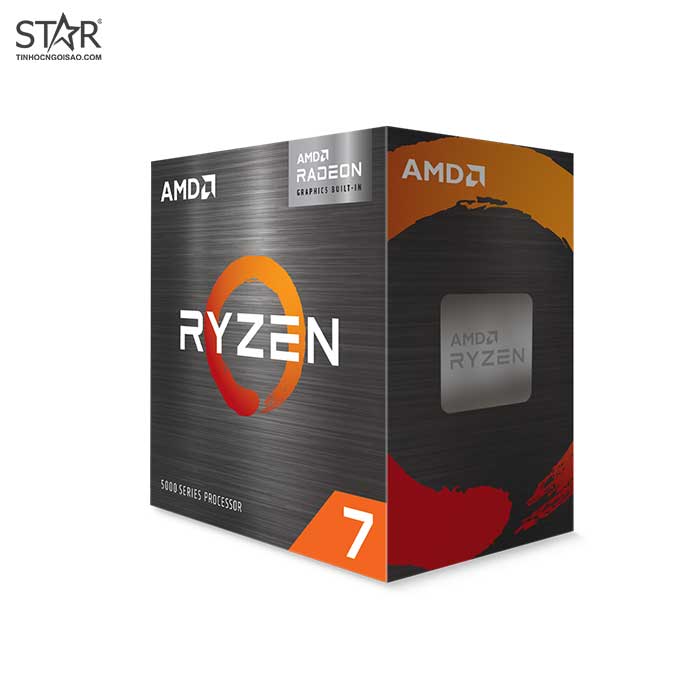 STAR®
TINHOCNGOISAO.COM
AMD
AMD
RADEON
GRAPHICS BUILT-IN
RYZEN
5000 SERIES PROCESSOR
7
AMD
AMD
RYZEN